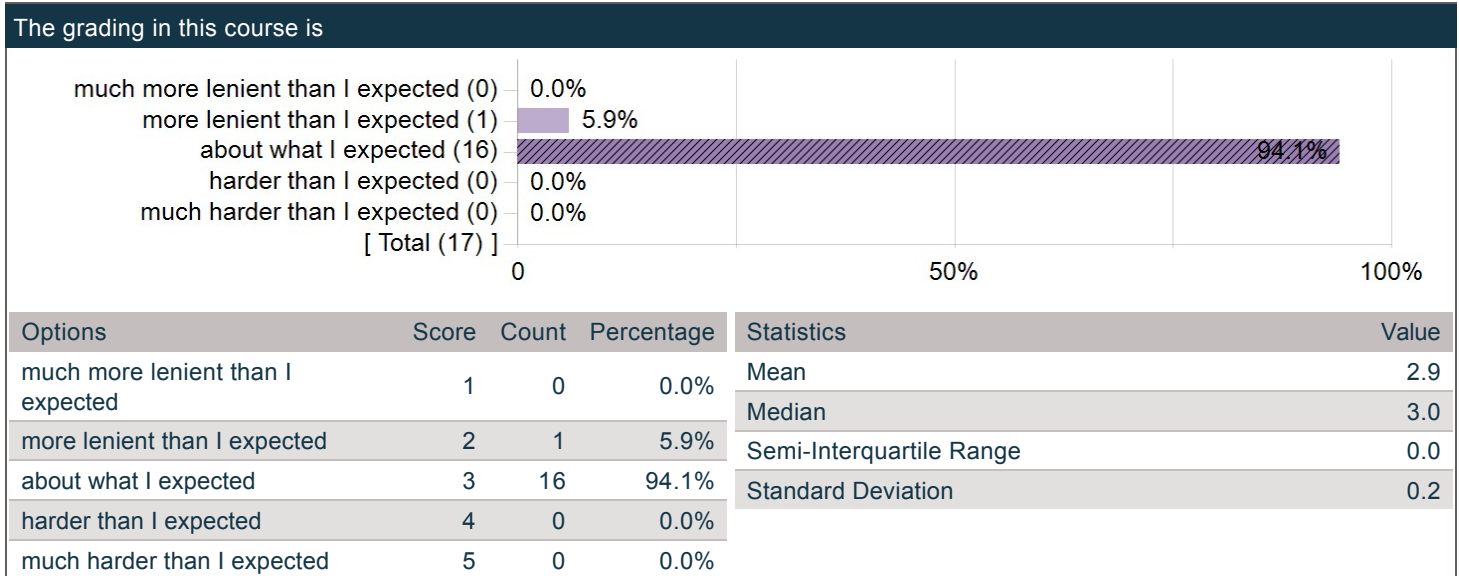 The grading in this course is
much more lenient than I expected (0) 0.0%
more lenient than I expected (1) 5.9%
about what I expected (16) 94.1%
harder than I expected (0) 0.0%
much harder than I expected (0) 0.0%
[ Total (17) ]
0 50% 100%
Options Score Count Percentage
much more lenient than I
expected 1 0 0.0%
more lenient than I expected 2 1 5.9%
about what I expected 3 16 94.1%
harder than I expected 4 0 0.0%
much harder than I expected 5 0 0.0%
Statistics Value
Mean 2.9
Median 3.0
Semi-Interquartile Range 0.0
Standard Deviation 0.2